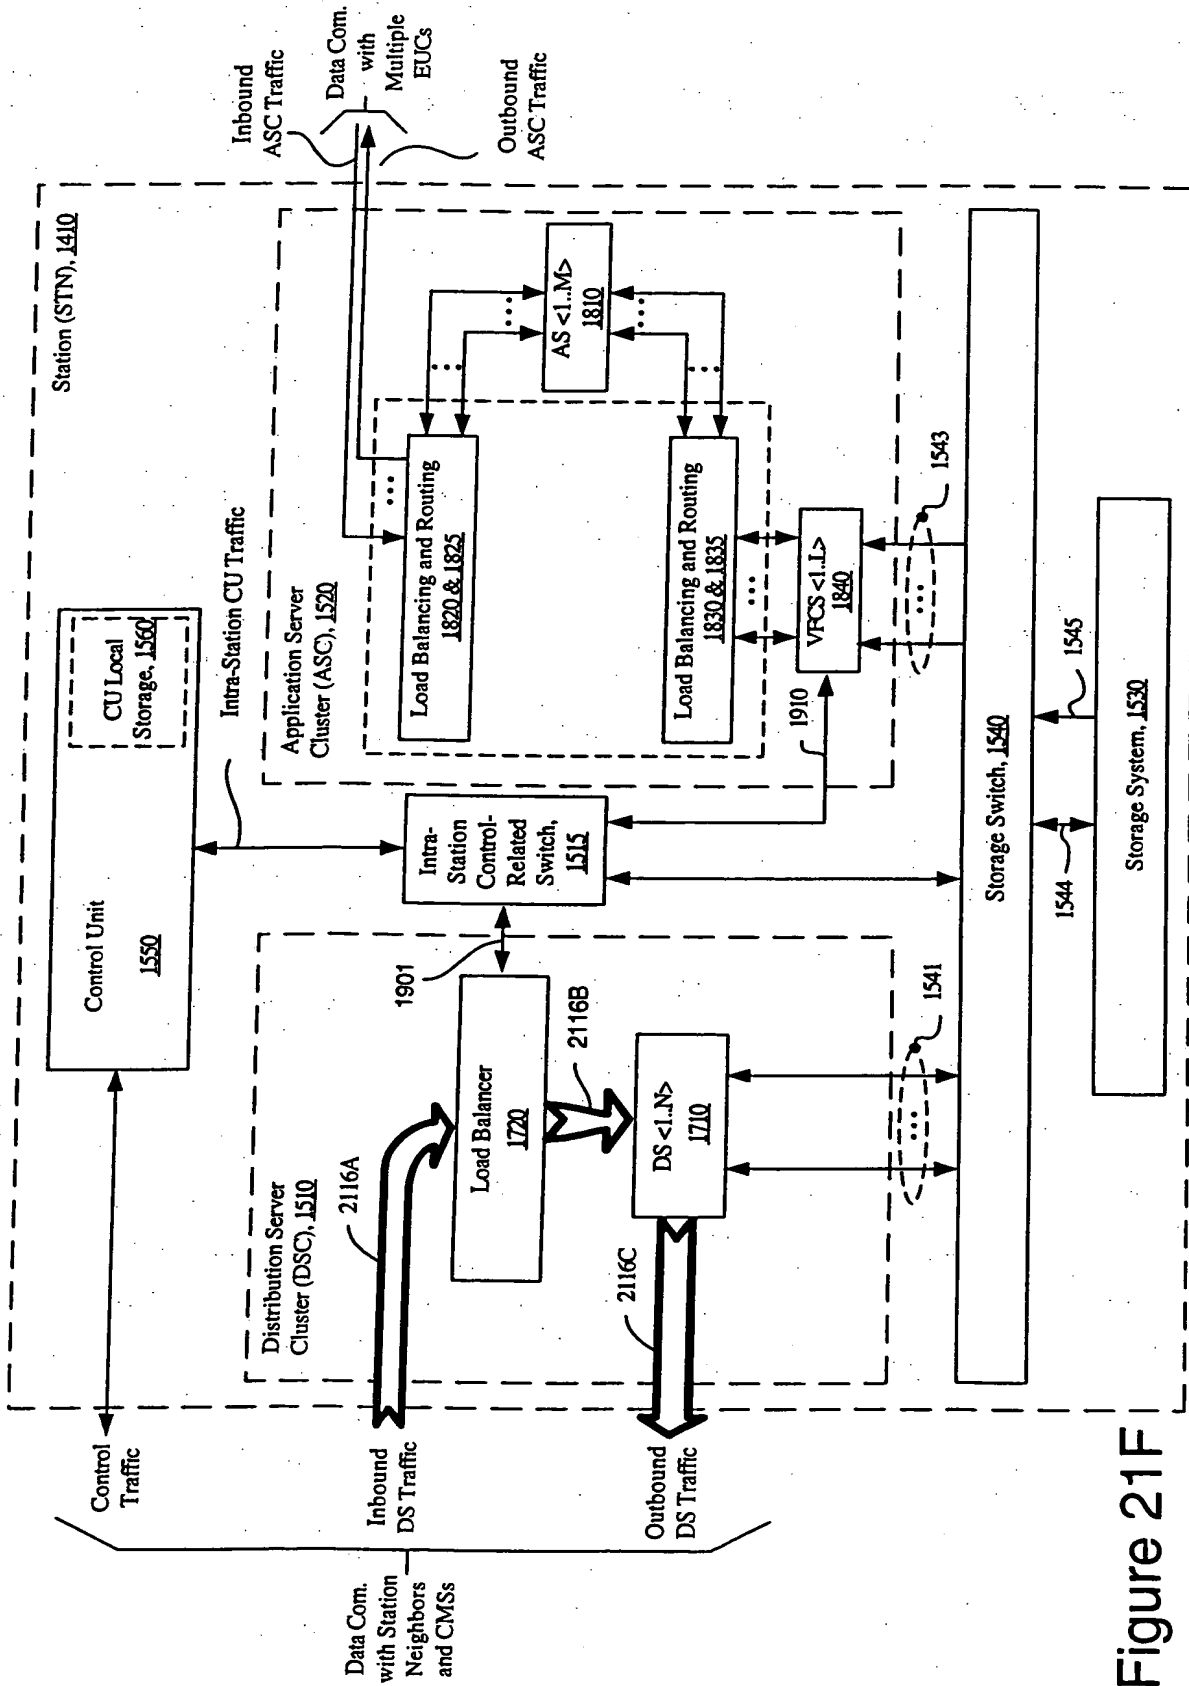 Station (STN), 1410
Control Unit
1550
CU Local
Storage, 1560
Control
Traffic
Intra-Station CU Traffic
Inbound
ASC Traffic
Data Com.
with
Multiple
EUCs
Outbound
ASC Traffic
Distribution Server
Cluster (DSC), 1510
2116A
Inbound
DS Traffic
Load Balancer
1720
1901
2116B
DS <1..N>
1710
2116C
Outbound
DS Traffic
Data Com.
with Station
Neighbors
and CMSs
Intra-
Station
Control-
Related
Switch,
1515
Application Server
Cluster (ASC), 1520
Load Balancing and Routing
1820 & 1825
AS <1..M>
1810
Load Balancing and Routing
1830 & 1835
VFCS <1..L>
1840
1910
1541
1543
Storage Switch, 1540
1544
1545
Storage System, 1530
Figure 21F